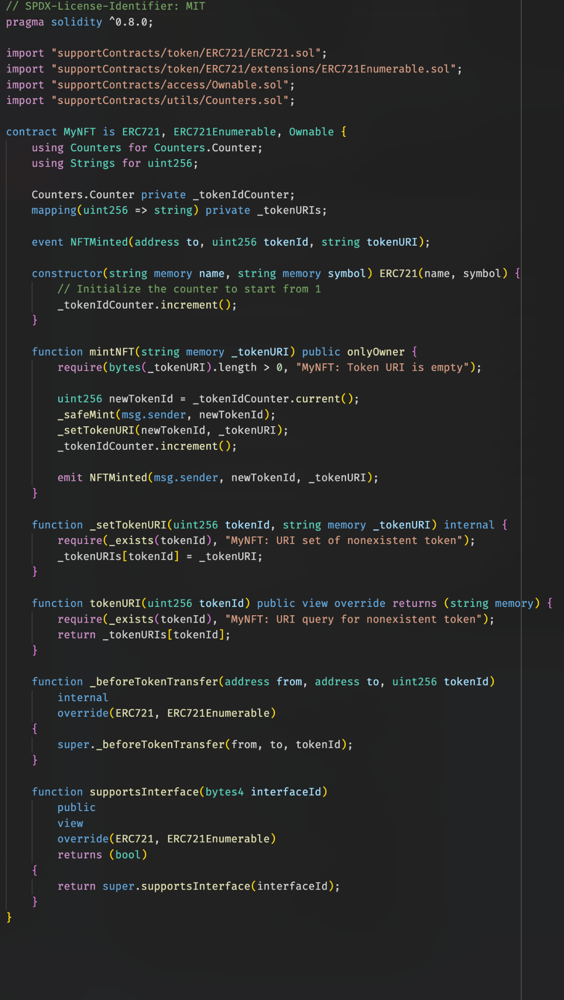 // SPDX-License-Identifier: MIT
pragma solidity ^0.8.0;

import "supportContracts/token/ERC721/ERC721.sol";
import "supportContracts/token/ERC721/extensions/ERC721Enumerable.sol";
import "supportContracts/access/Ownable.sol";
import "supportContracts/utils/Counters.sol";

contract MyNFT is ERC721, ERC721Enumerable, Ownable {
    using Counters for Counters.Counter;
    using Strings for uint256;

    Counters.Counter private _tokenIdCounter;
    mapping(uint256 => string) private _tokenURIs;

    event NFTMinted(address to, uint256 tokenId, string tokenURI);

    constructor(string memory name, string memory symbol) ERC721(name, symbol) {
        // Initialize the counter to start from 1
        _tokenIdCounter.increment();
    }

    function mintNFT(string memory _tokenURI) public onlyOwner {
        require(bytes(_tokenURI).length > 0, "MyNFT: Token URI is empty");

        uint256 newTokenId = _tokenIdCounter.current();
        _safeMint(msg.sender, newTokenId);
        _setTokenURI(newTokenId, _tokenURI);
        _tokenIdCounter.increment();

        emit NFTMinted(msg.sender, newTokenId, _tokenURI);
    }

    function _setTokenURI(uint256 tokenId, string memory _tokenURI) internal {
        require(_exists(tokenId), "MyNFT: URI set of nonexistent token");
        _tokenURIs[tokenId] = _tokenURI;
    }

    function tokenURI(uint256 tokenId) public view override returns (string memory) {
        require(_exists(tokenId), "MyNFT: URI query for nonexistent token");
        return _tokenURIs[tokenId];
    }

    function _beforeTokenTransfer(address from, address to, uint256 tokenId)
        internal
        override(ERC721, ERC721Enumerable)
    {
        super._beforeTokenTransfer(from, to, tokenId);
    }

    function supportsInterface(bytes4 interfaceId)
        public
        view
        override(ERC721, ERC721Enumerable)
        returns (bool)
    {
        return super.supportsInterface(interfaceId);
    }
}